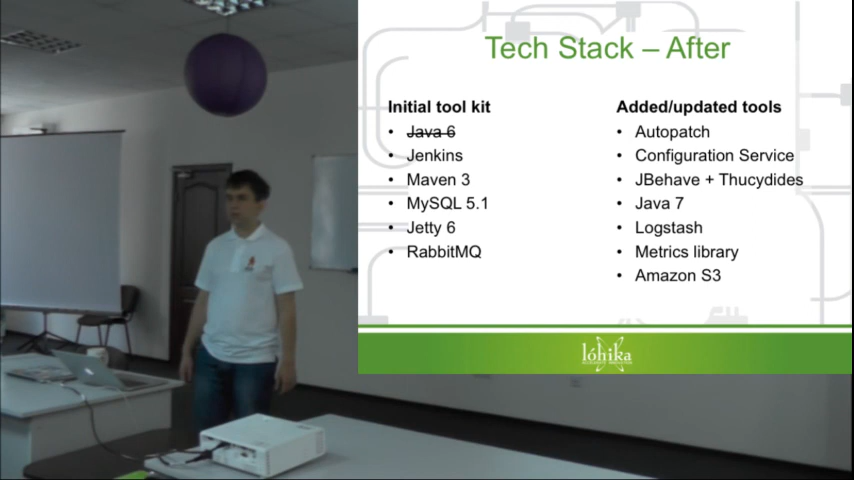 Tech Stack – After
Initial tool kit
• Java 6
• Jenkins
• Maven 3
• MySQL 5.1
• Jetty 6
• RabbitMQ
Added/updated tools
• Autopatch
• Configuration Service
• JBehave + Thucydides
• Java 7
• Logstash
• Metrics library
• Amazon S3
lóhika